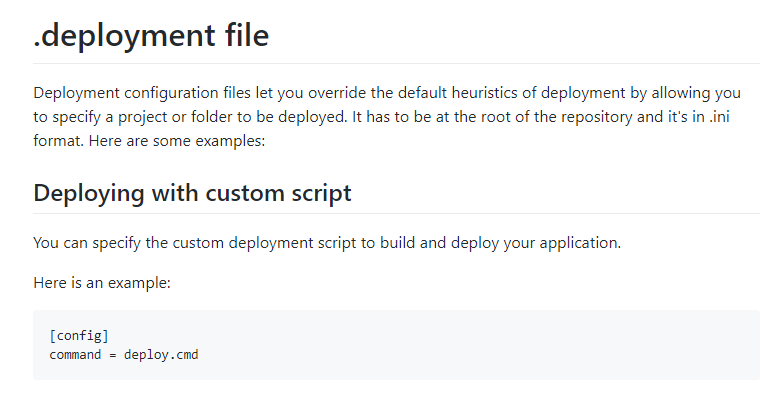 .deployment file
Deployment configuration files let you override the default heuristics of deployment by allowing you
to specify a project or folder to be deployed. It has to be at the root of the repository and it's in .ini
format. Here are some examples:
Deploying with custom script
You can specify the custom deployment script to build and deploy your application.
Here is an example:
[config]
command = deploy.cmd